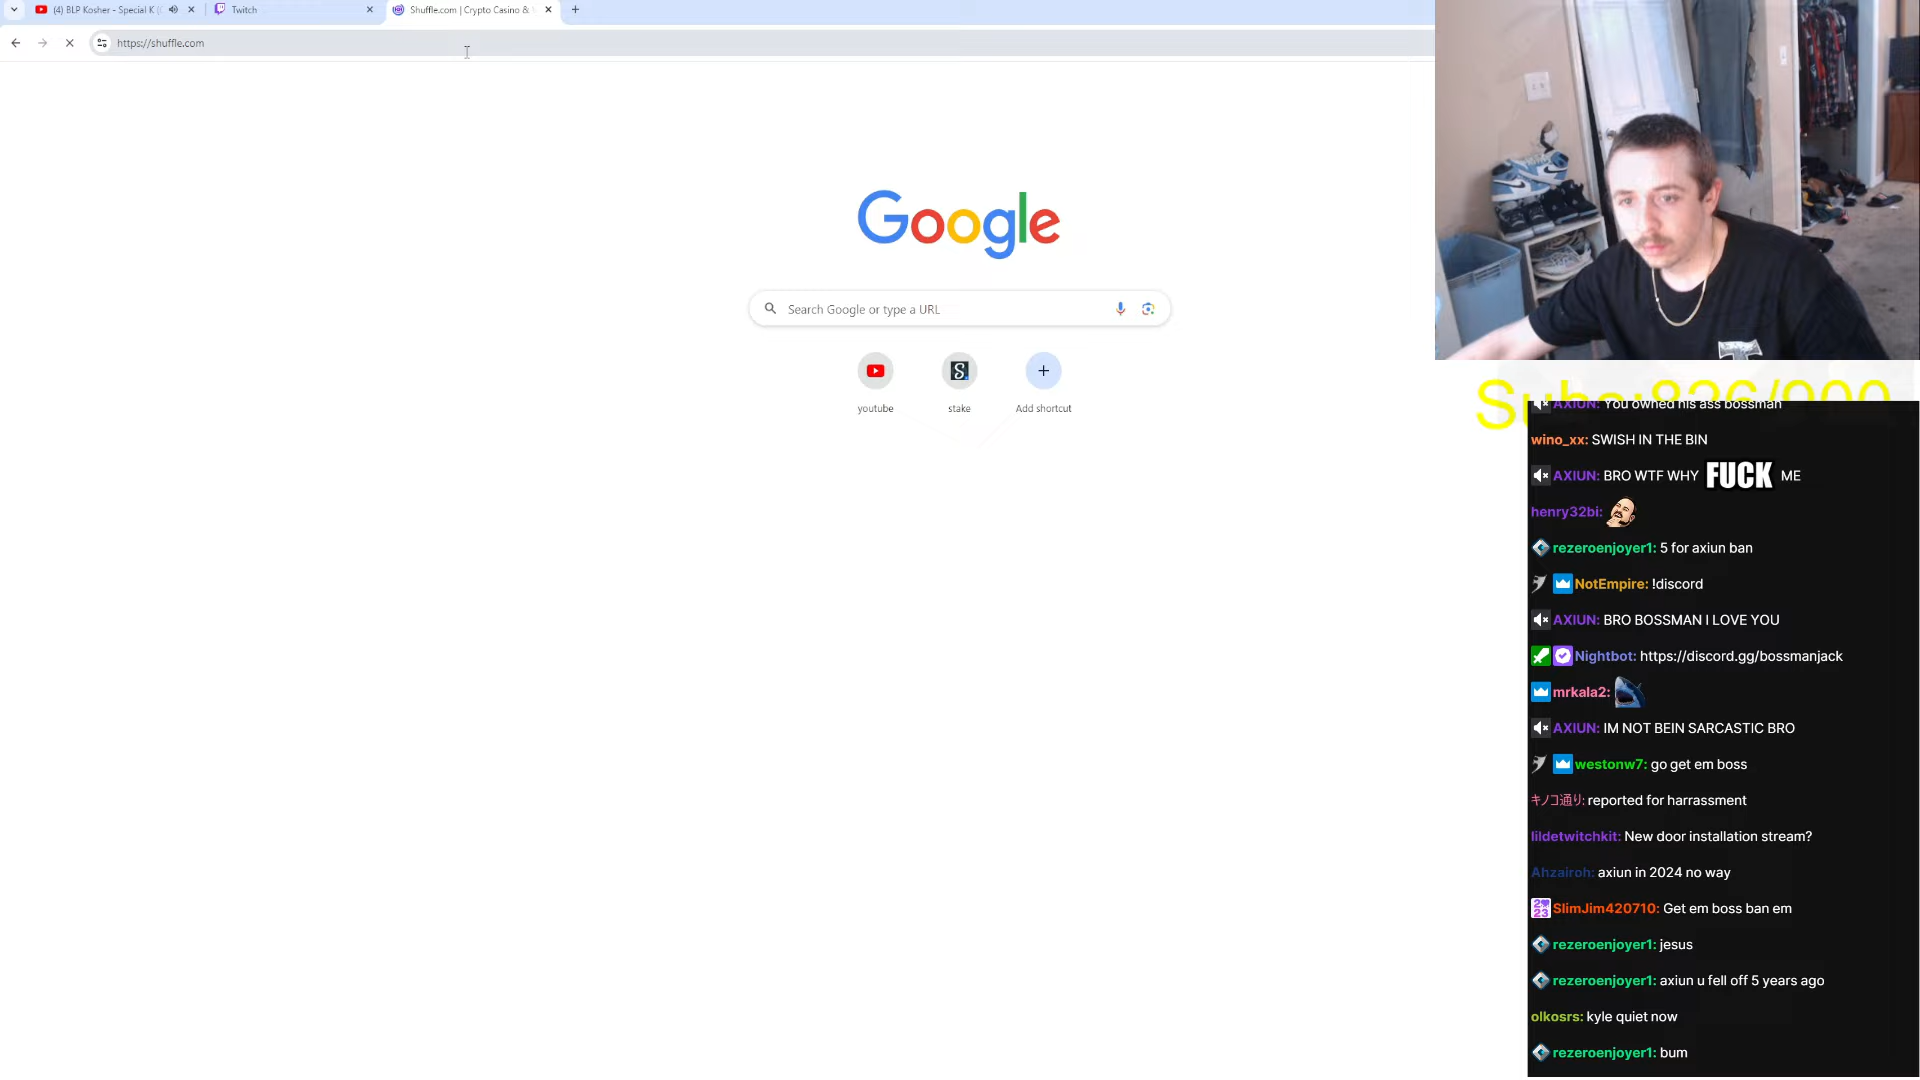 (4) BLP Kosher - Special K (
Twitch
Shuffle.com | Crypto Casino &
https://shuffle.com
Google
Search Google or type a URL
youtube
stake
Add shortcut
Subs:826/900
AXIUN: You owned his ass bossman
wino_xx: SWISH IN THE BIN
AXIUN: BRO WTF WHY FUCK ME
henry32bi:
rezeroenjoyer1: 5 for axiun ban
NotEmpire: !discord
AXIUN: BRO BOSSMAN I LOVE YOU
Nightbot: https://discord.gg/bossmanjack
mrkala2:
AXIUN: IM NOT BEIN SARCASTIC BRO
westonw7: go get em boss
キノコ通り: reported for harrassment
lildetwitchkit: New door installation stream?
Ahzairoh: axiun in 2024 no way
SlimJim420710: Get em boss ban em
rezeroenjoyer1: jesus
rezeroenjoyer1: axiun u fell off 5 years ago
olkosrs: kyle quiet now
rezeroenjoyer1: bum